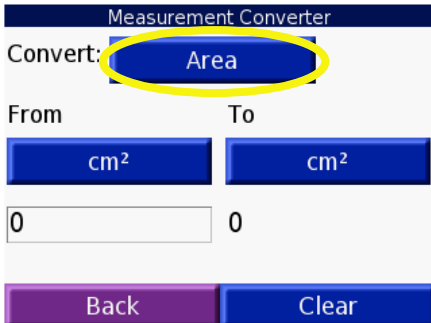 Measurement Converter
Convert: Area
From To
cm² cm²
0 0
Back Clear